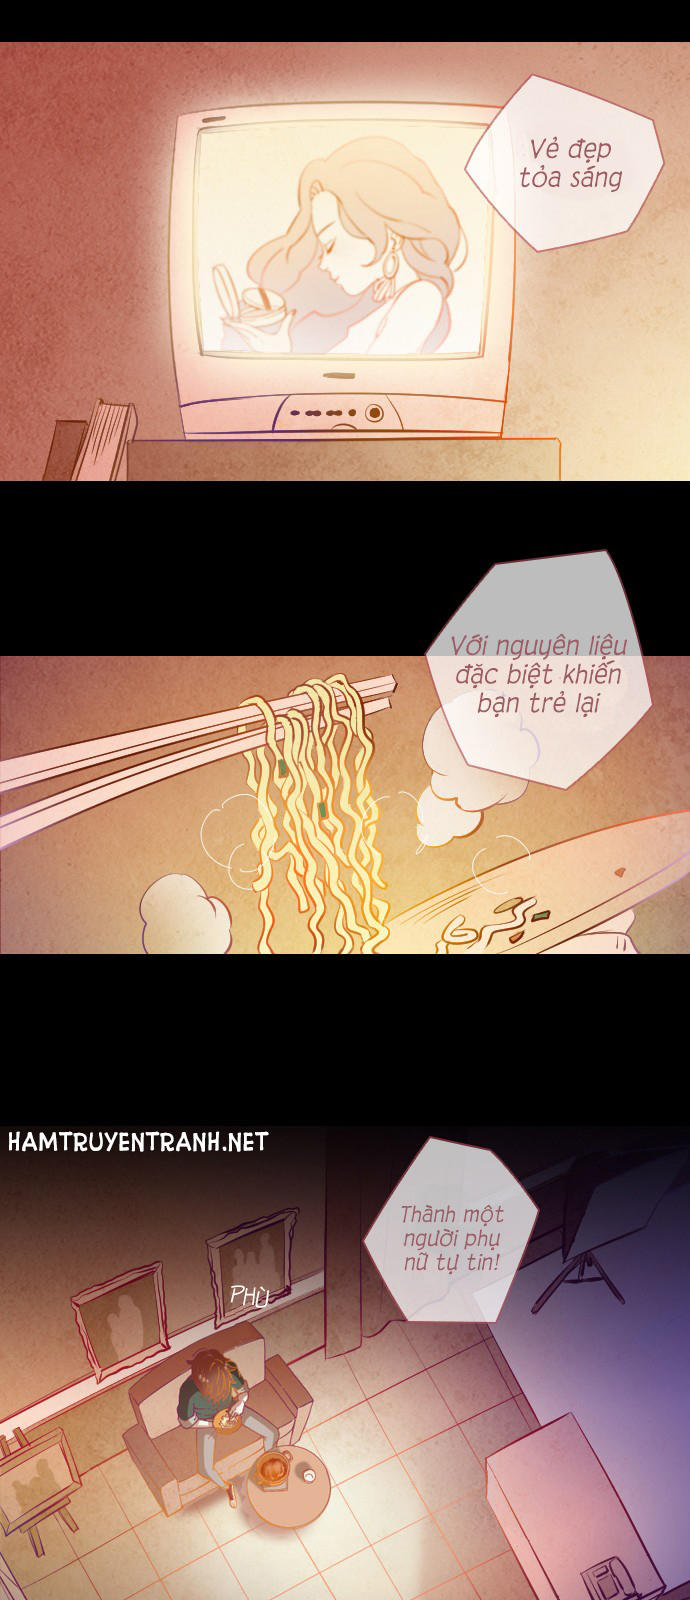 Vẻ đẹp
tỏa sáng
Với nguyên liệu
đặc biệt khiến
bạn trẻ lại
HAMTRUYENTRANH.NET
Thành một
người phụ
nữ tự tin!
PHÙ